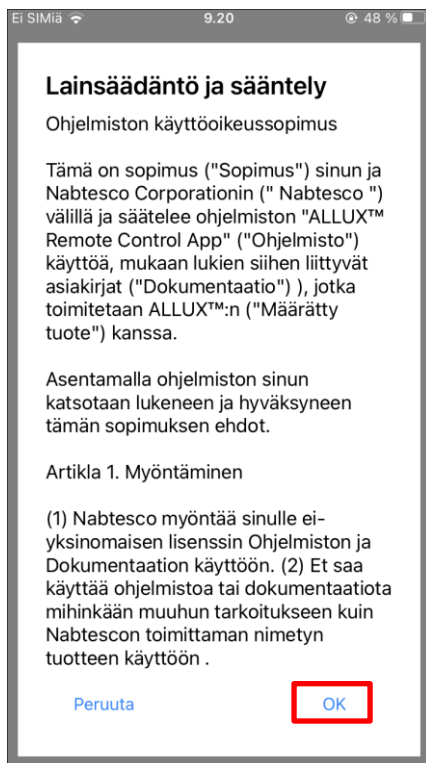 Ei SIMiä 9.20 48 %
Lainsäädäntö ja sääntely
Ohjelmiston käyttöoikeussopimus
Tämä on sopimus ("Sopimus") sinun ja
Nabtesco Corporationin (" Nabtesco ")
välillä ja säätelee ohjelmiston "ALLUX™
Remote Control App" ("Ohjelmisto")
käyttöä, mukaan lukien siihen liittyvät
asiakirjat ("Dokumentaatio") ), jotka
toimitetaan ALLUX™:n ("Määrätty
tuote") kanssa.
Asentamalla ohjelmiston sinun
katsotaan lukeneen ja hyväksyneen
tämän sopimuksen ehdot.
Artikla 1. Myöntäminen
(1) Nabtesco myöntää sinulle ei-
yksinomaisen lisenssin Ohjelmiston ja
Dokumentaation käyttöön. (2) Et saa
käyttää ohjelmistoa tai dokumentaatiota
mihinkään muuhun tarkoitukseen kuin
Nabtescon toimittaman nimetyn
tuotteen käyttöön .
Peruuta OK